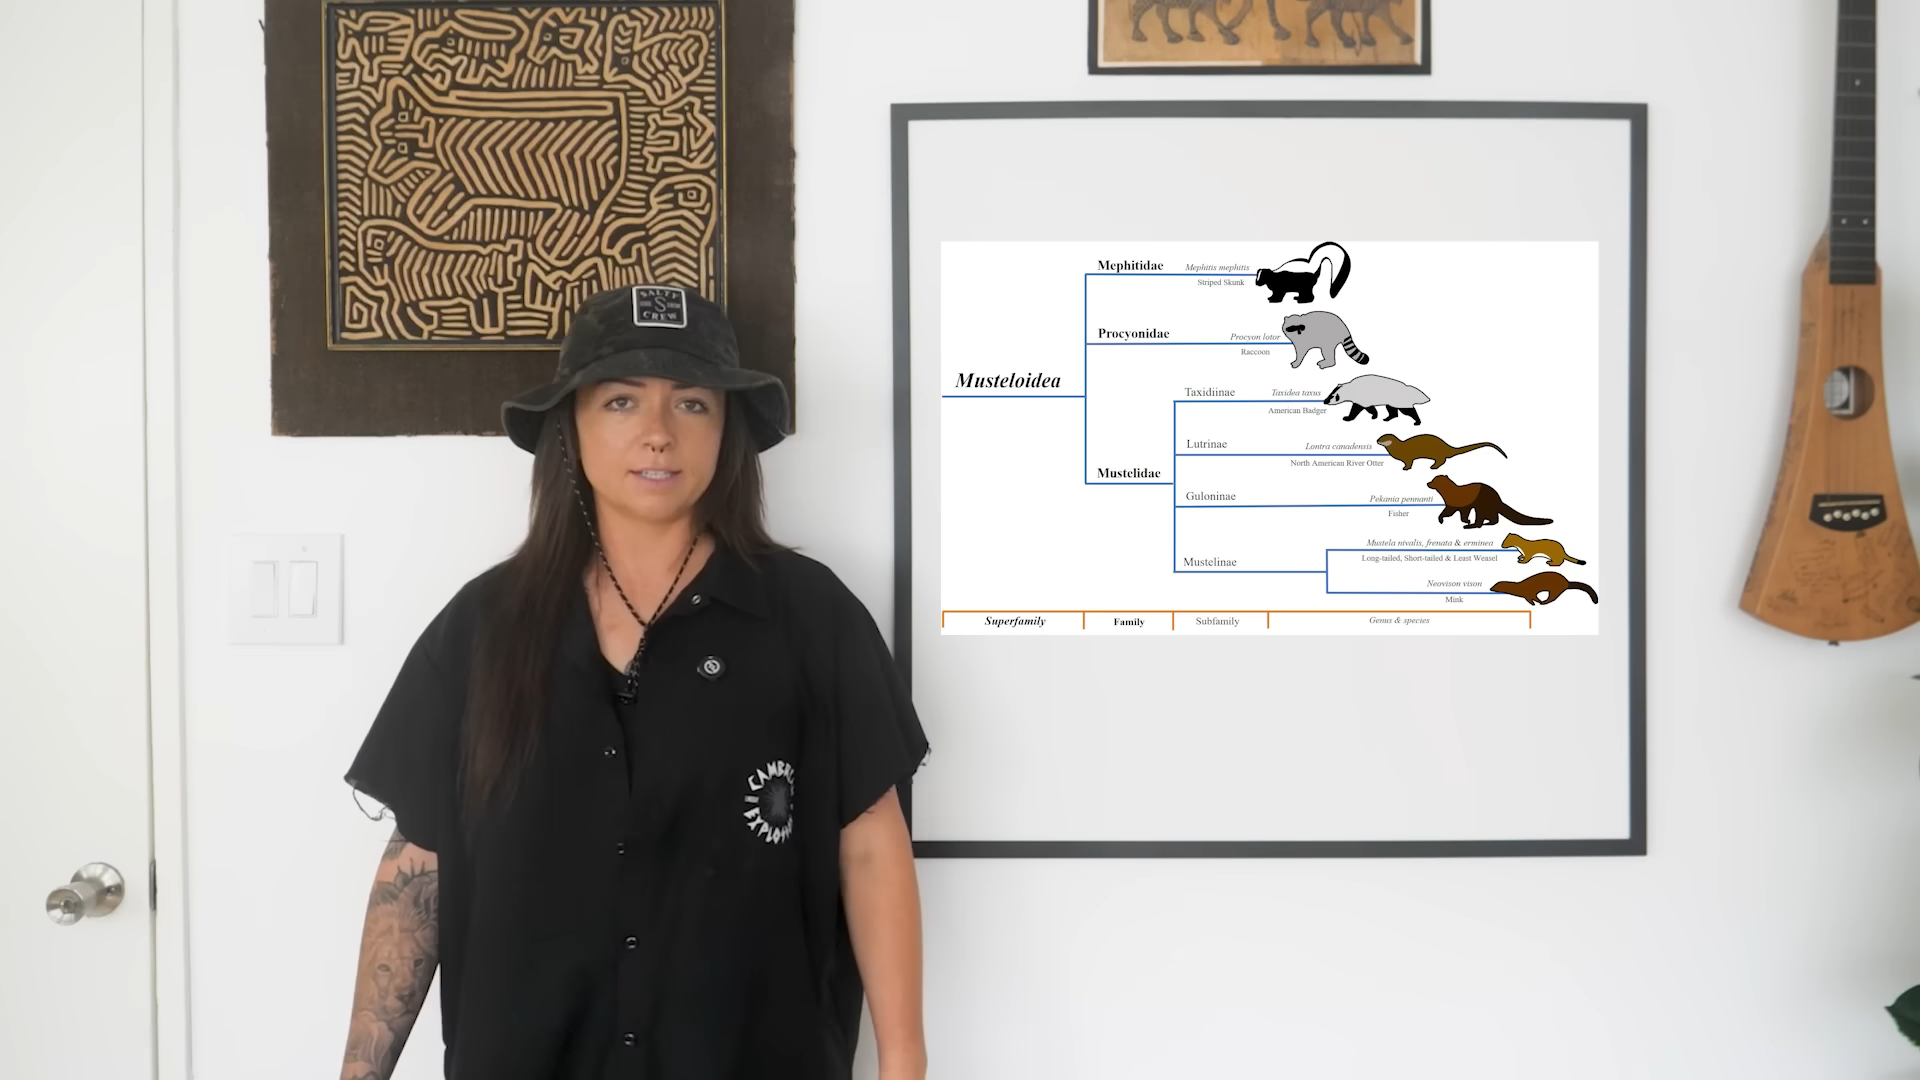 SALTY
CREW
Mephitidae
Mephitis mephitis
Striped Skunk
Procyonidae
Procyon lotor
Raccoon
Musteloidea
Taxidiinae
Taxidea taxus
American Badger
Lutrinae
Lontra canadensis
North American River Otter
Mustelidae
Guloninae
Pekania pennanti
Fisher
Mustelinae
Mustela nivalis, frenata & erminea
Long-tailed, Short-tailed & Least Weasel
Neovison vison
Mink
Superfamily
Family
Subfamily
Genus & species